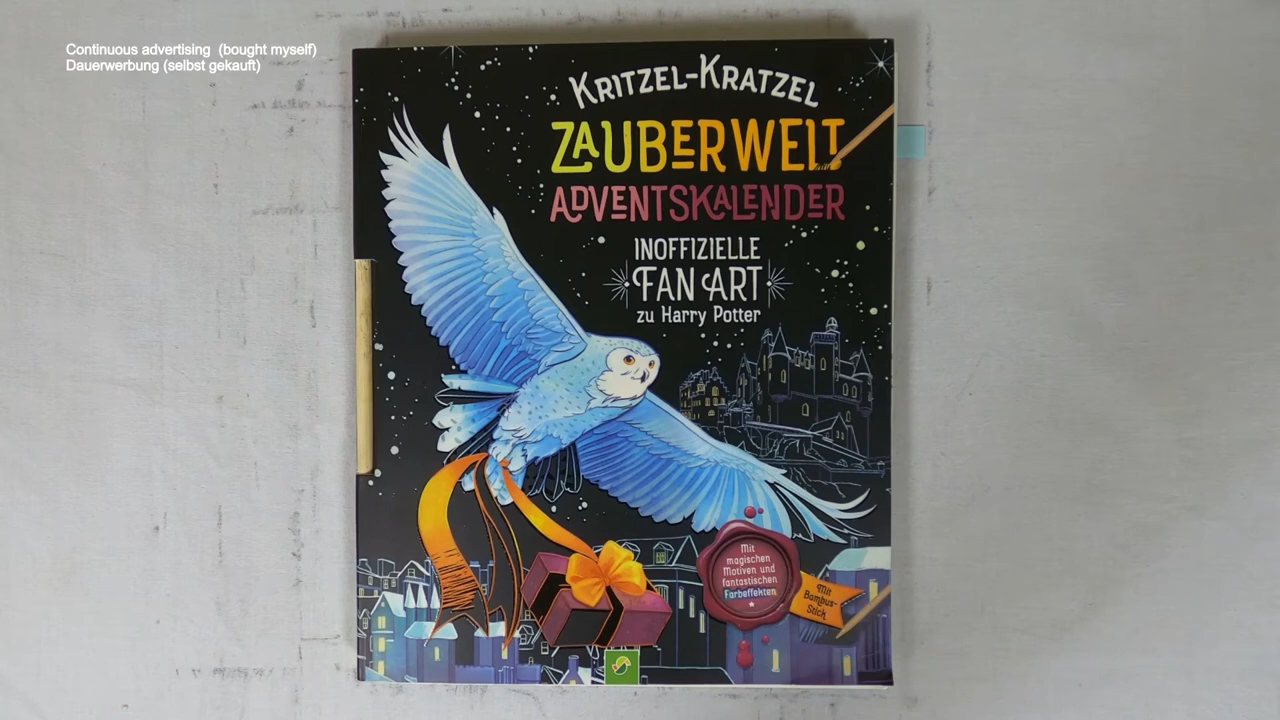 Continuous advertising (bought myself)
Dauerwerbung (selbst gekauft)
KRITZEL-KRATZEL
ZAUBERWELT
ADVENTSKALENDER
INOFFIZIELLE
FAN ART
zu Harry Potter
Mit
magischen
Motiven und
fantastischen
Farbeffekten
Mit
Bambus-
Stick